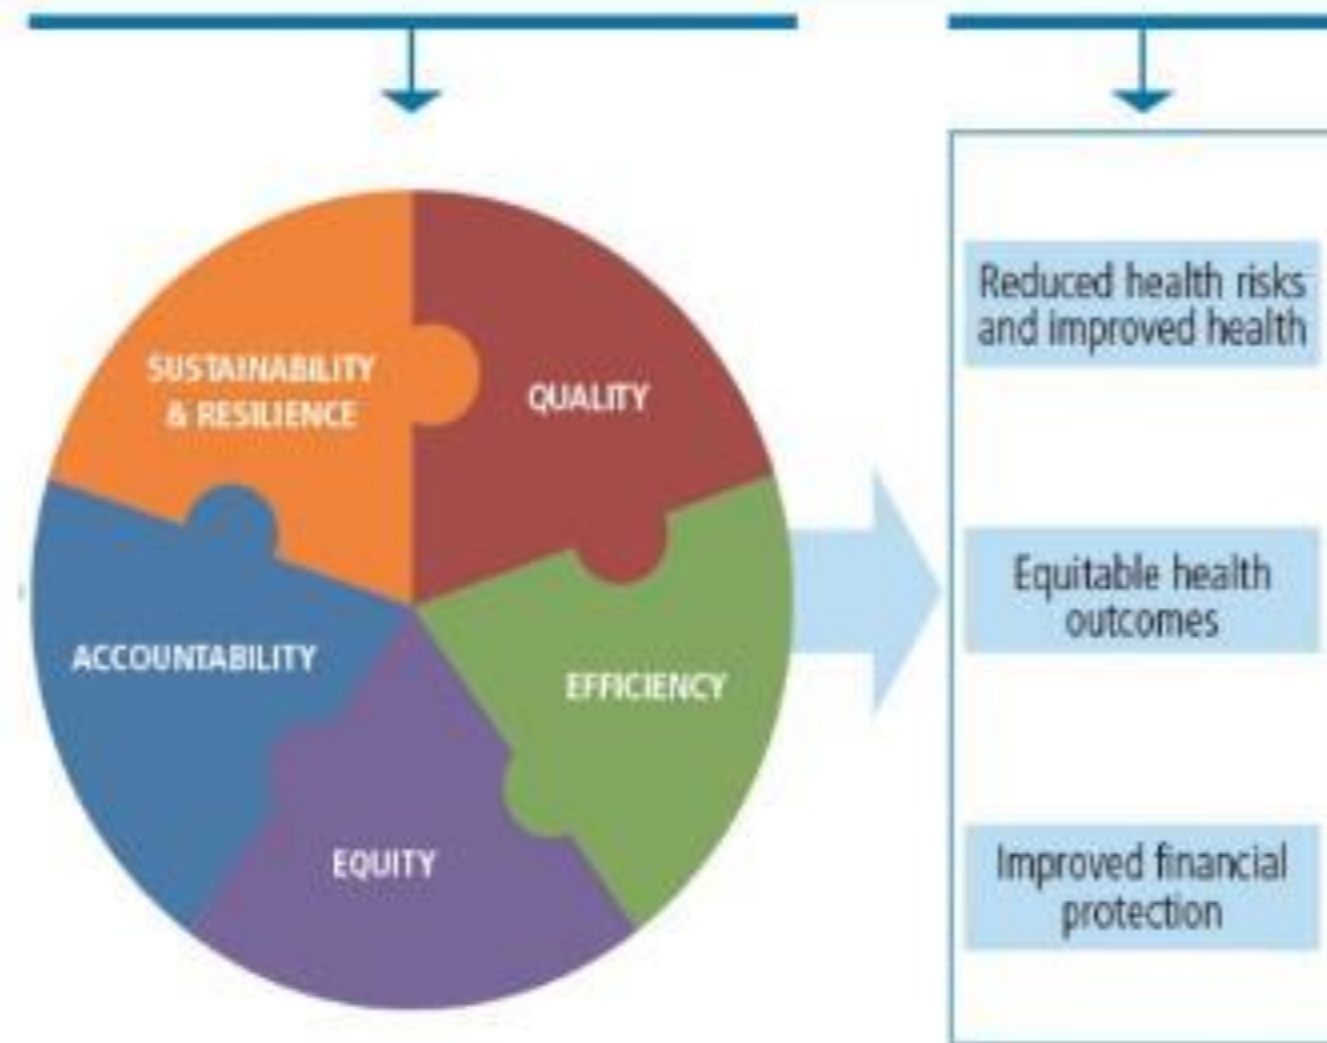 SUSTAINABILITY
& RESILIENCE
QUALITY
ACCOUNTABILITY
EFFICIENCY
EQUITY
Reduced health risks
and improved health
Equitable health
outcomes
Improved financial
protection